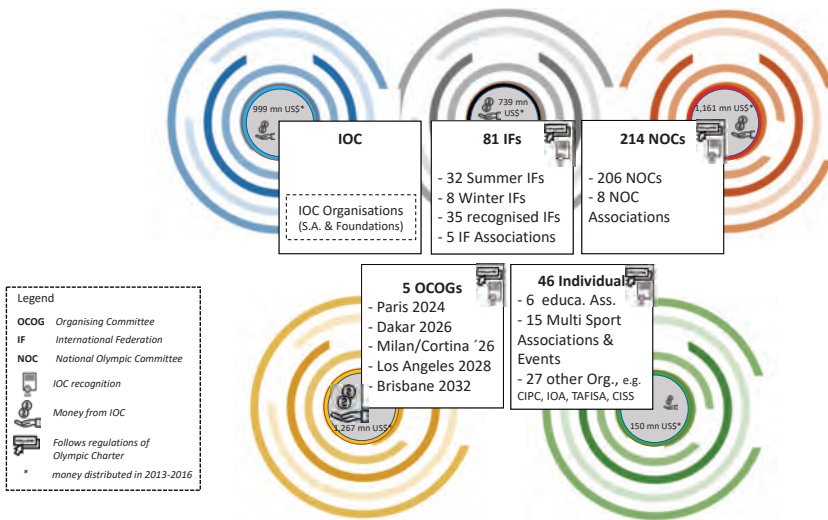 999 mn US$*
IOC
IOC Organisations
(S.A. & Foundations)
739 mn
US$*
81 IFs
- 32 Summer IFs
- 8 Winter IFs
- 35 recognised IFs
- 5 IF Associations
1,161 mn US$*
214 NOCs
- 206 NOCs
- 8 NOC
Associations
Legend
OCOG Organising Committee
IF International Federation
NOC National Olympic Committee
IOC recognition
Money from IOC
Follows regulations of
Olympic Charter
* money distributed in 2013-2016
5 OCOGs
- Paris 2024
- Dakar 2026
- Milan/Cortina ´26
- Los Angeles 2028
- Brisbane 2032
1,267 mn US$*
46 Individual
- 6 educa. Ass.
- 15 Multi Sport
Associations &
Events
- 27 other Org., e.g.
CIPC, IOA, TAFISA, CISS
150 mn US$*